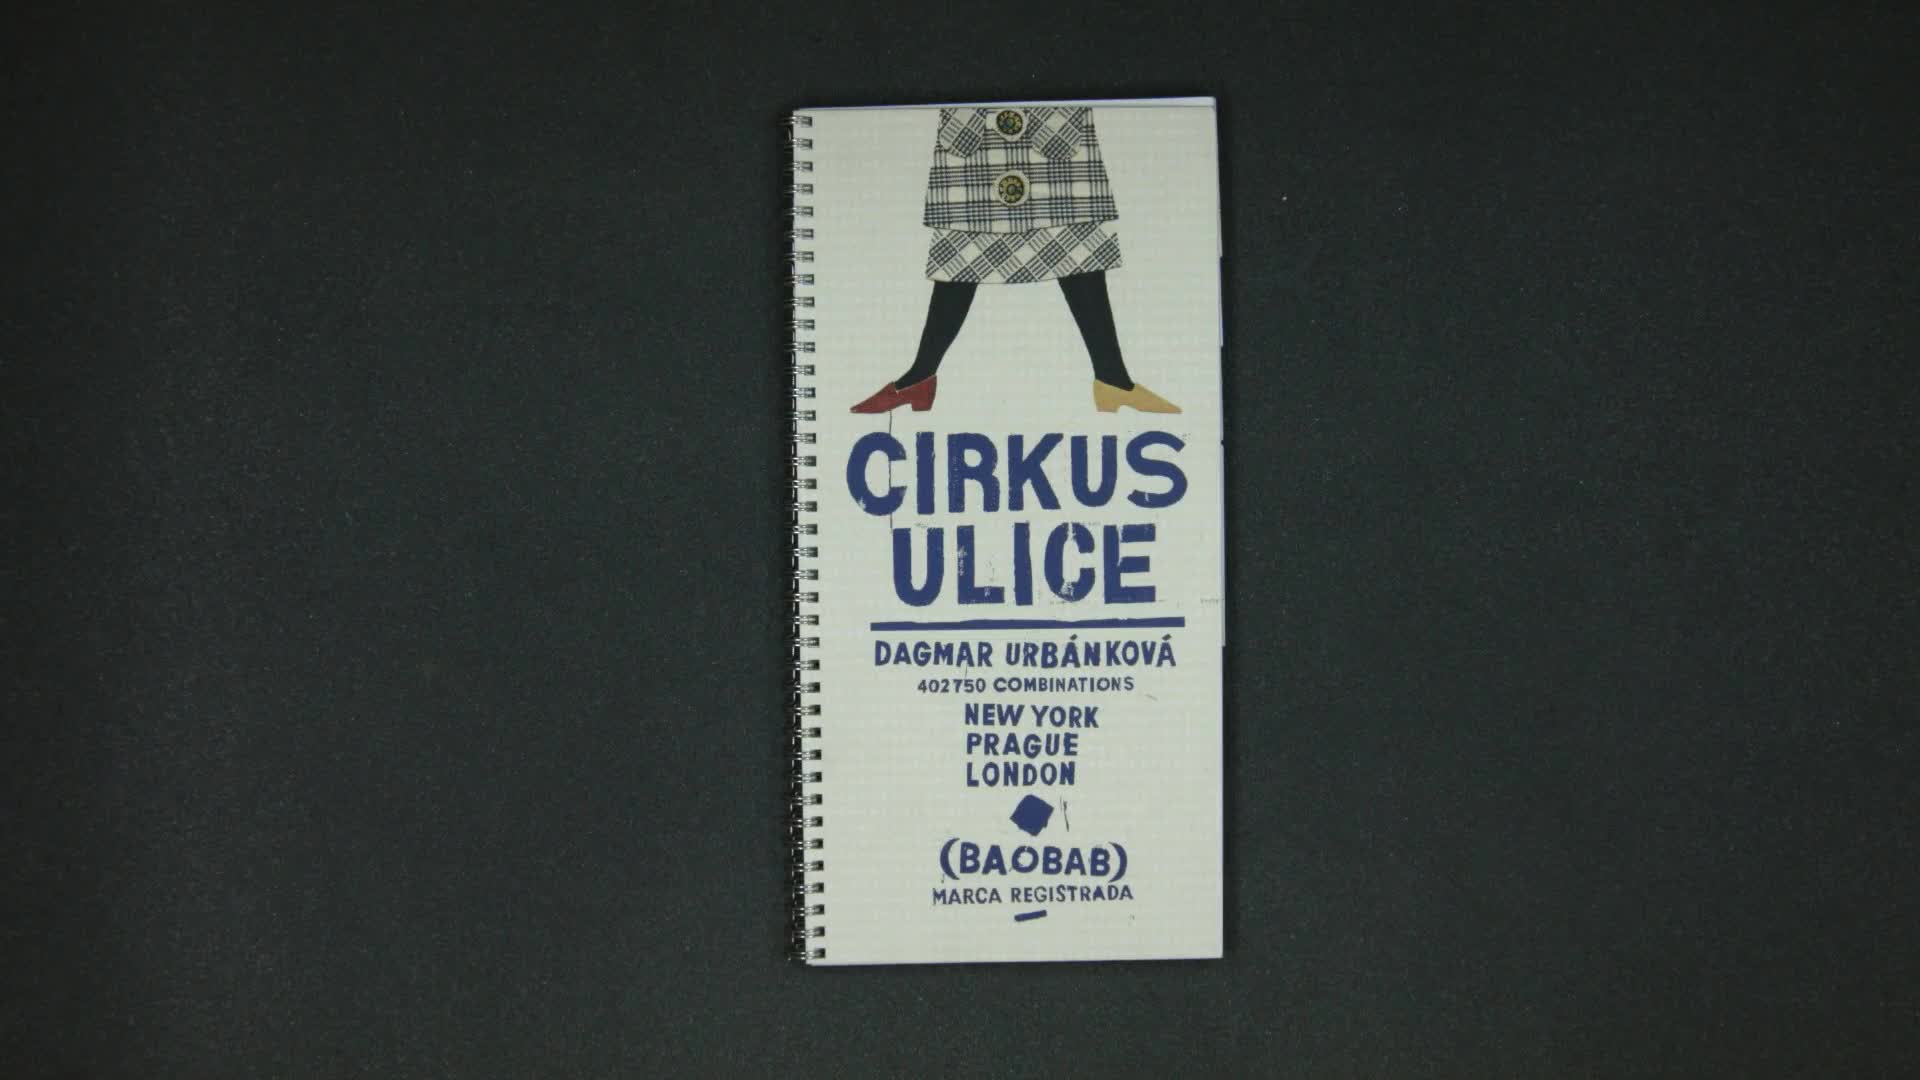 CIRKUS
ULICE
DAGMAR URBÁNKOVÁ
402750 COMBINATIONS
NEW YORK
PRAGUE
LONDON
(BAOBAB)
MARCA REGISTRADA